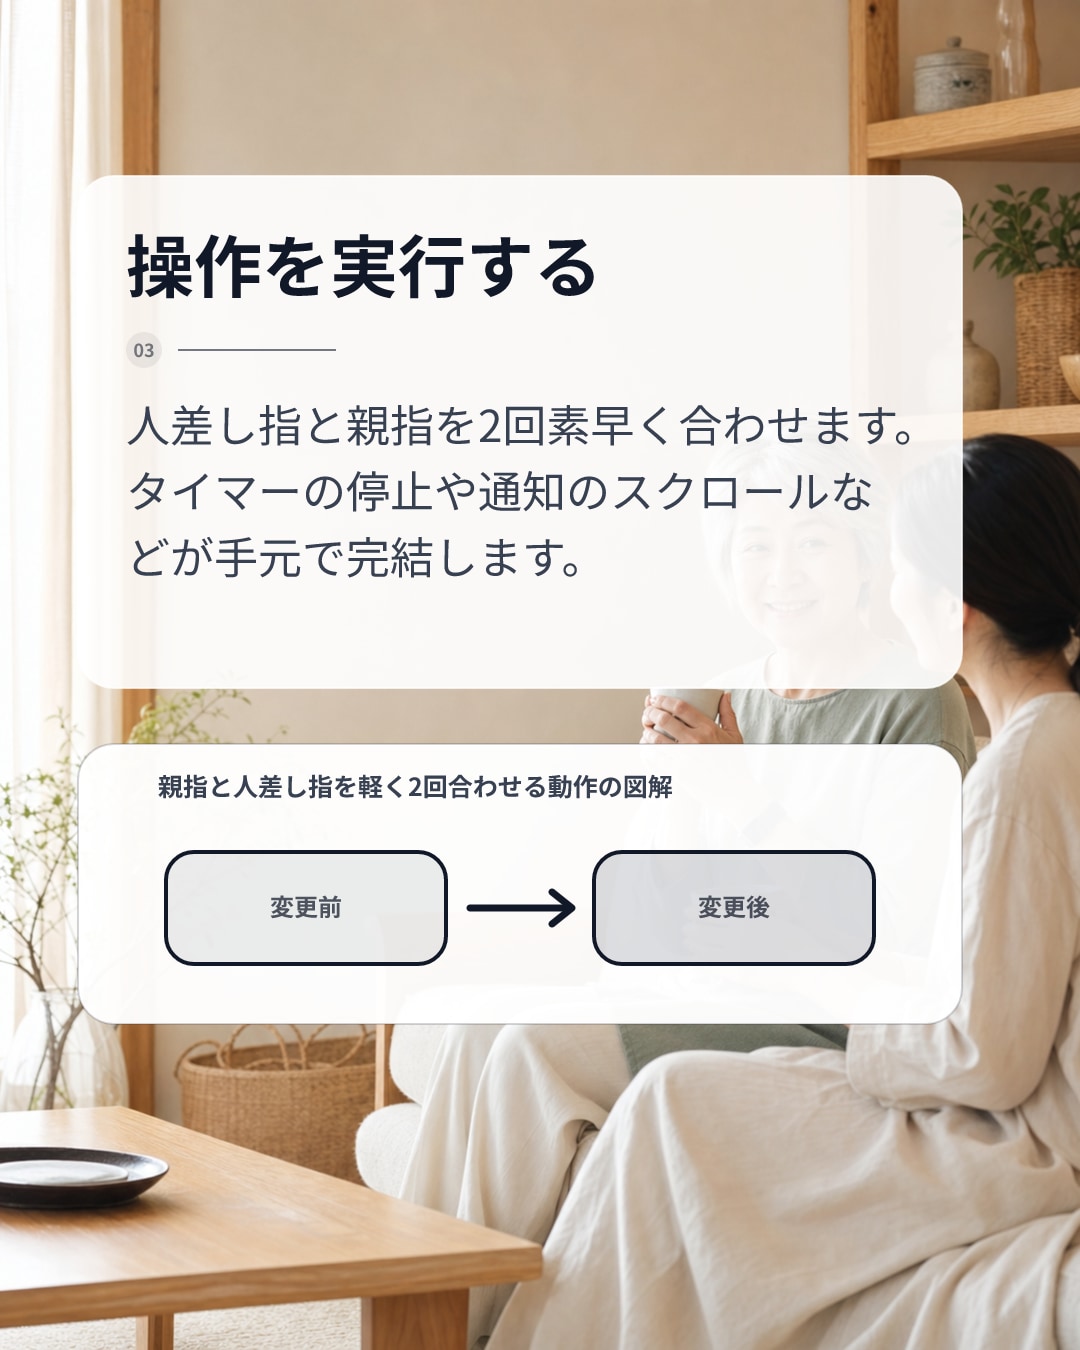 操作を実行する
03
人差し指と親指を2回素早く合わせます。
タイマーの停止や通知のスクロールな
どが手元で完結します。
親指と人差し指を軽く2回合わせる動作の図解
変更前
変更後